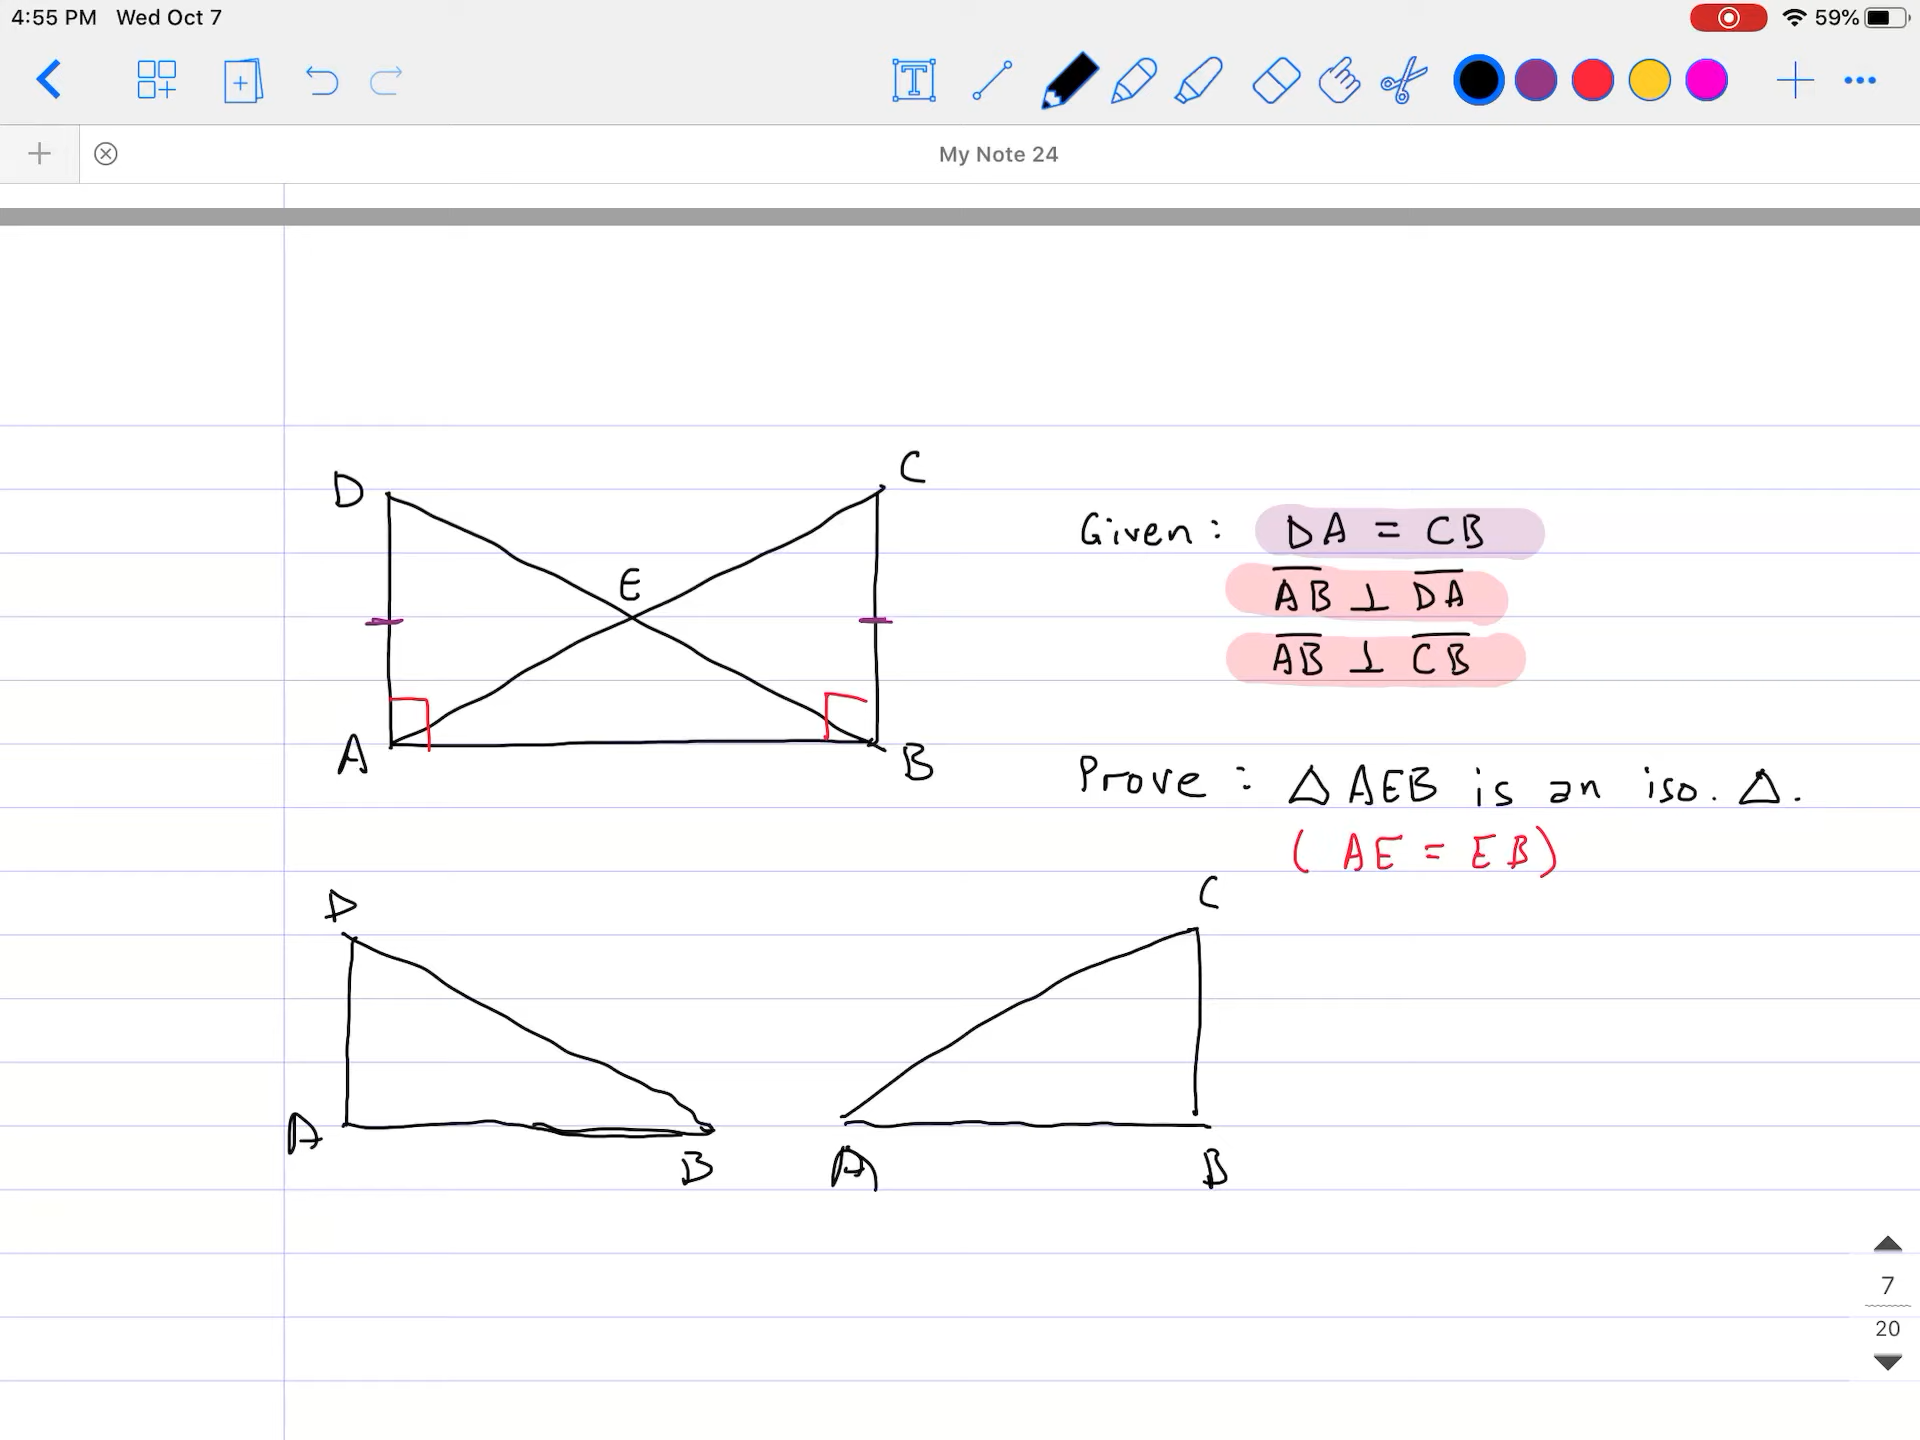 4:55 PM Wed Oct 7 59%
T
My Note 24
D C
E
A B
Given: DA = CB
AB ⊥ DA
AB ⊥ CB
Prove: △ AEB is an iso. △.
( AE = EB )
D C
A B A B
7
20